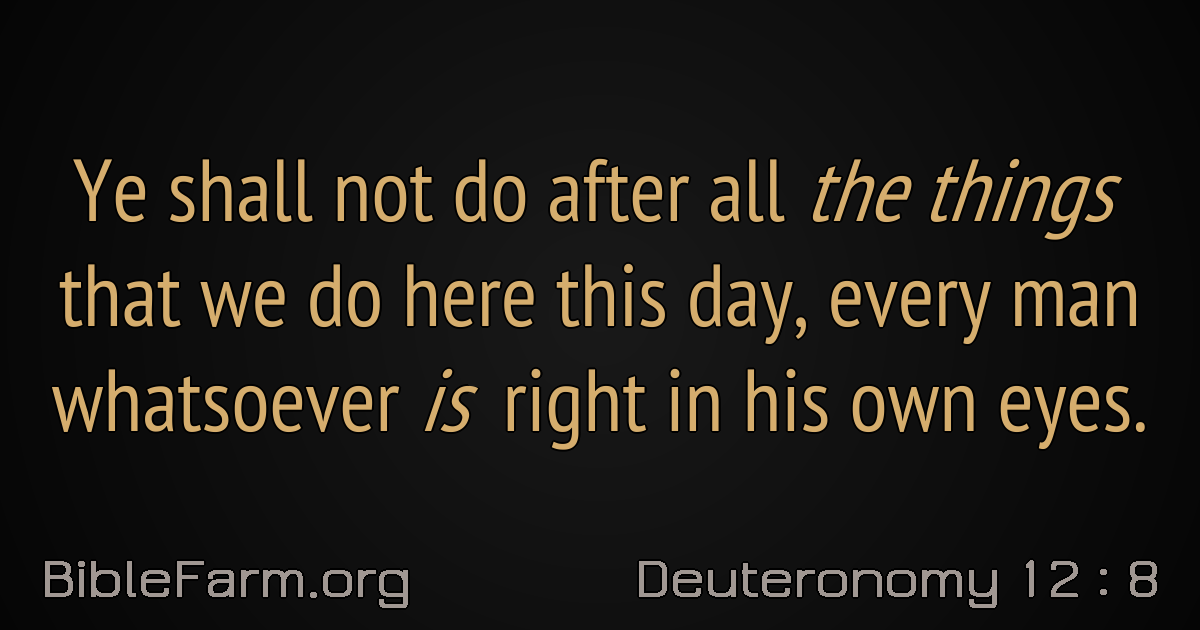 Ye shall not do after all the things
that we do here this day, every man
whatsoever is right in his own eyes.
BibleFarm.org
Deuteronomy 12 : 8